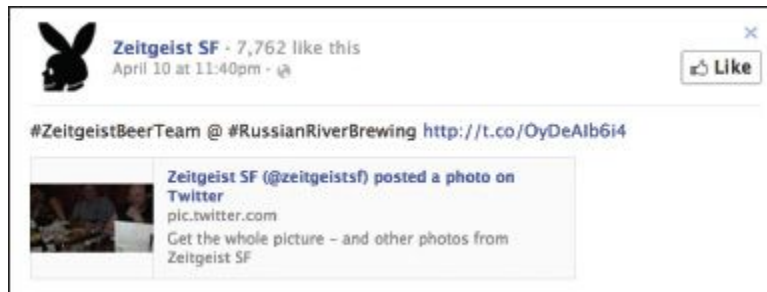 Zeitgeist SF · 7,762 like this
April 10 at 11:40pm ·
Like
#ZeitgeistBeerTeam @ #RussianRiverBrewing http://t.co/OyDeAIb6i4
Zeitgeist SF (@zeitgeistsf) posted a photo on
Twitter
pic.twitter.com
Get the whole picture – and other photos from
Zeitgeist SF